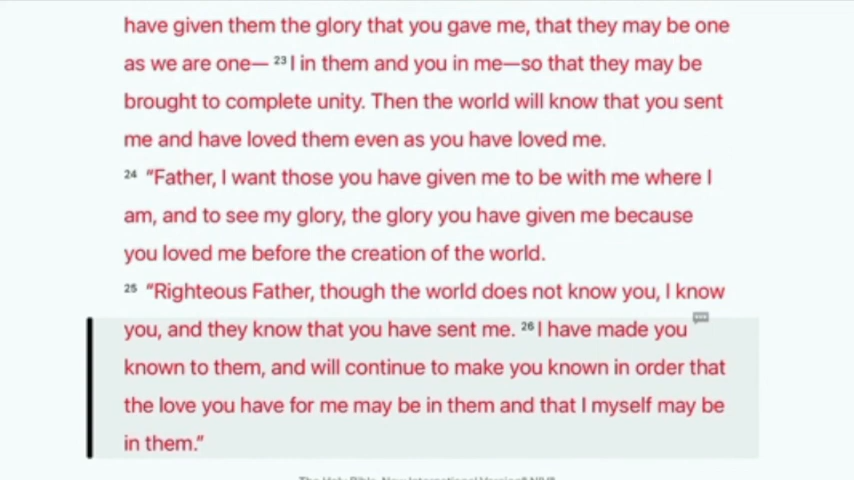 have given them the glory that you gave me, that they may be one
as we are one— 23 I in them and you in me—so that they may be
brought to complete unity. Then the world will know that you sent
me and have loved them even as you have loved me.
24 “Father, I want those you have given me to be with me where I
am, and to see my glory, the glory you have given me because
you loved me before the creation of the world.
25 “Righteous Father, though the world does not know you, I know
you, and they know that you have sent me. 26 I have made you
known to them, and will continue to make you known in order that
the love you have for me may be in them and that I myself may be
in them.”
The Holy Bible, New International Version® NIV®